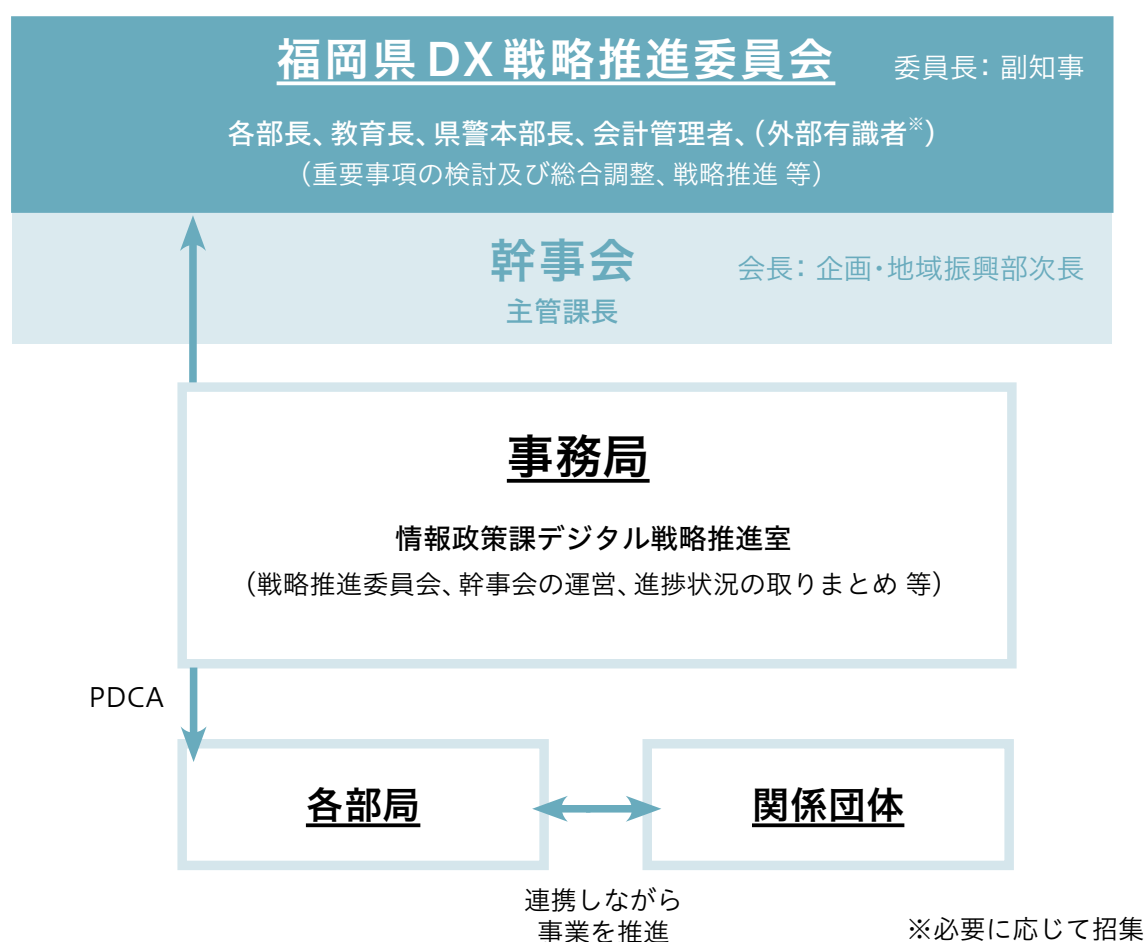 福岡県DX戦略推進委員会 委員長：副知事
各部長、教育長、県警本部長、会計管理者、（外部有識者※）
（重要事項の検討及び総合調整、戦略推進 等）
幹事会 会長：企画・地域振興部次長
主管課長
事務局
情報政策課デジタル戦略推進室
（戦略推進委員会、幹事会の運営、進捗状況の取りまとめ 等）
PDCA
各部局 関係団体
連携しながら
事業を推進
※必要に応じて招集